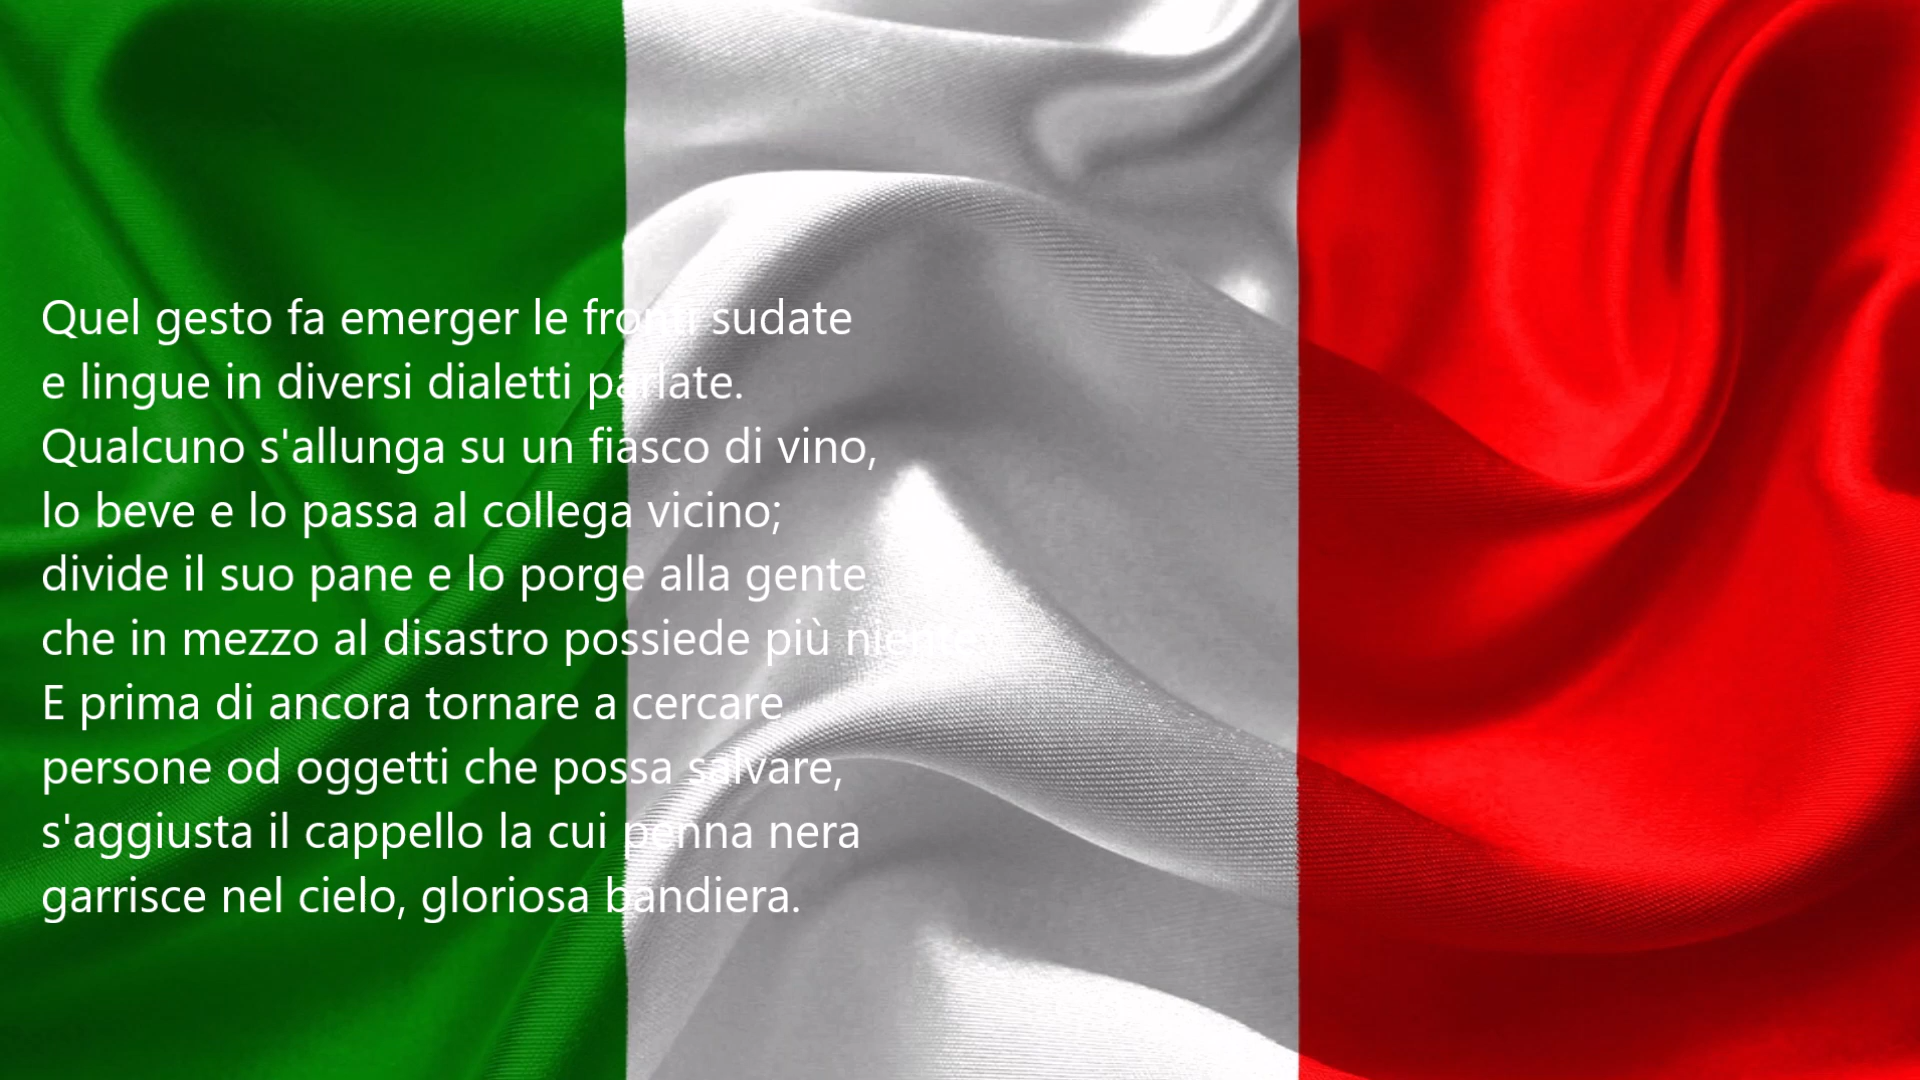 Quel gesto fa emerger le fronti sudate
e lingue in diversi dialetti parlate.
Qualcuno s'allunga su un fiasco di vino,
lo beve e lo passa al collega vicino;
divide il suo pane e lo porge alla gente
che in mezzo al disastro possiede più niente.
E prima di ancora tornare a cercare
persone od oggetti che possa salvare,
s'aggiusta il cappello la cui penna nera
garrisce nel cielo, gloriosa bandiera.